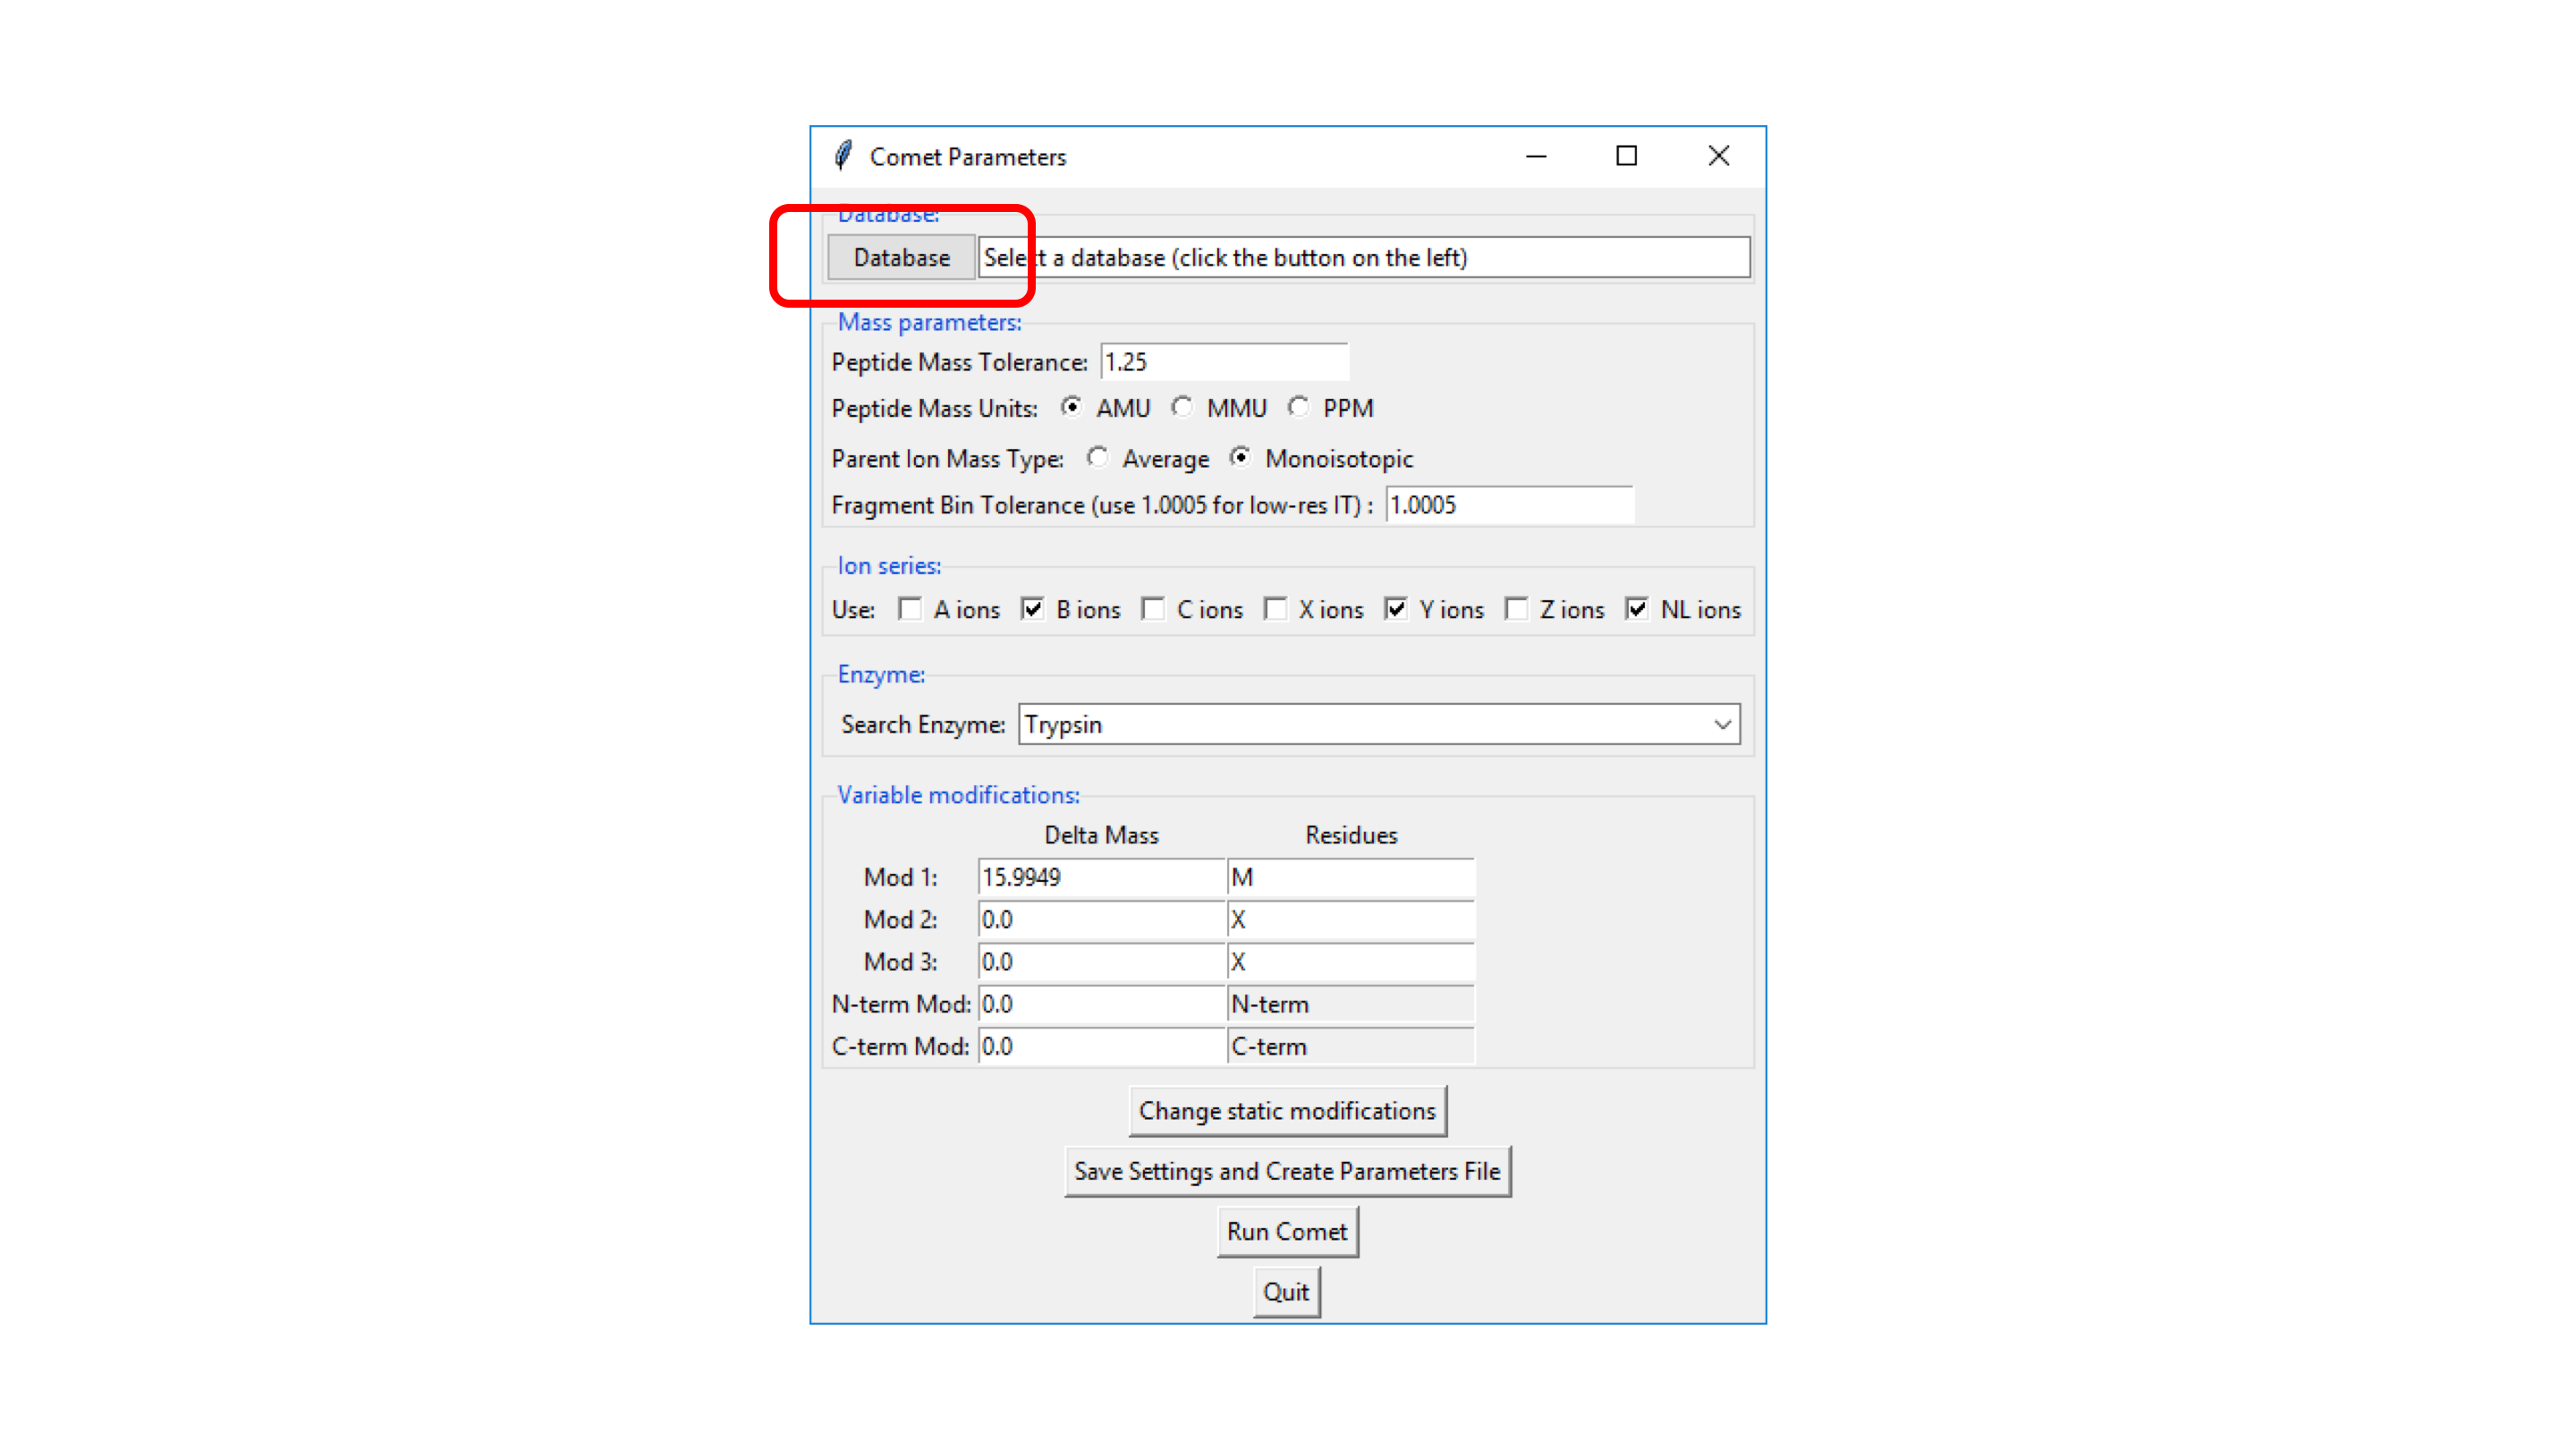 Comet Parameters
Database:
Database Select a database (click the button on the left)
Mass parameters:
Peptide Mass Tolerance: 1.25
Peptide Mass Units: AMU MMU PPM
Parent Ion Mass Type: Average Monoisotopic
Fragment Bin Tolerance (use 1.0005 for low-res IT) : 1.0005
Ion series:
Use: A ions B ions C ions X ions Y ions Z ions NL ions
Enzyme:
Search Enzyme: Trypsin
Variable modifications:
Delta Mass Residues
Mod 1: 15.9949 M
Mod 2: 0.0 X
Mod 3: 0.0 X
N-term Mod: 0.0 N-term
C-term Mod: 0.0 C-term
Change static modifications
Save Settings and Create Parameters File
Run Comet
Quit